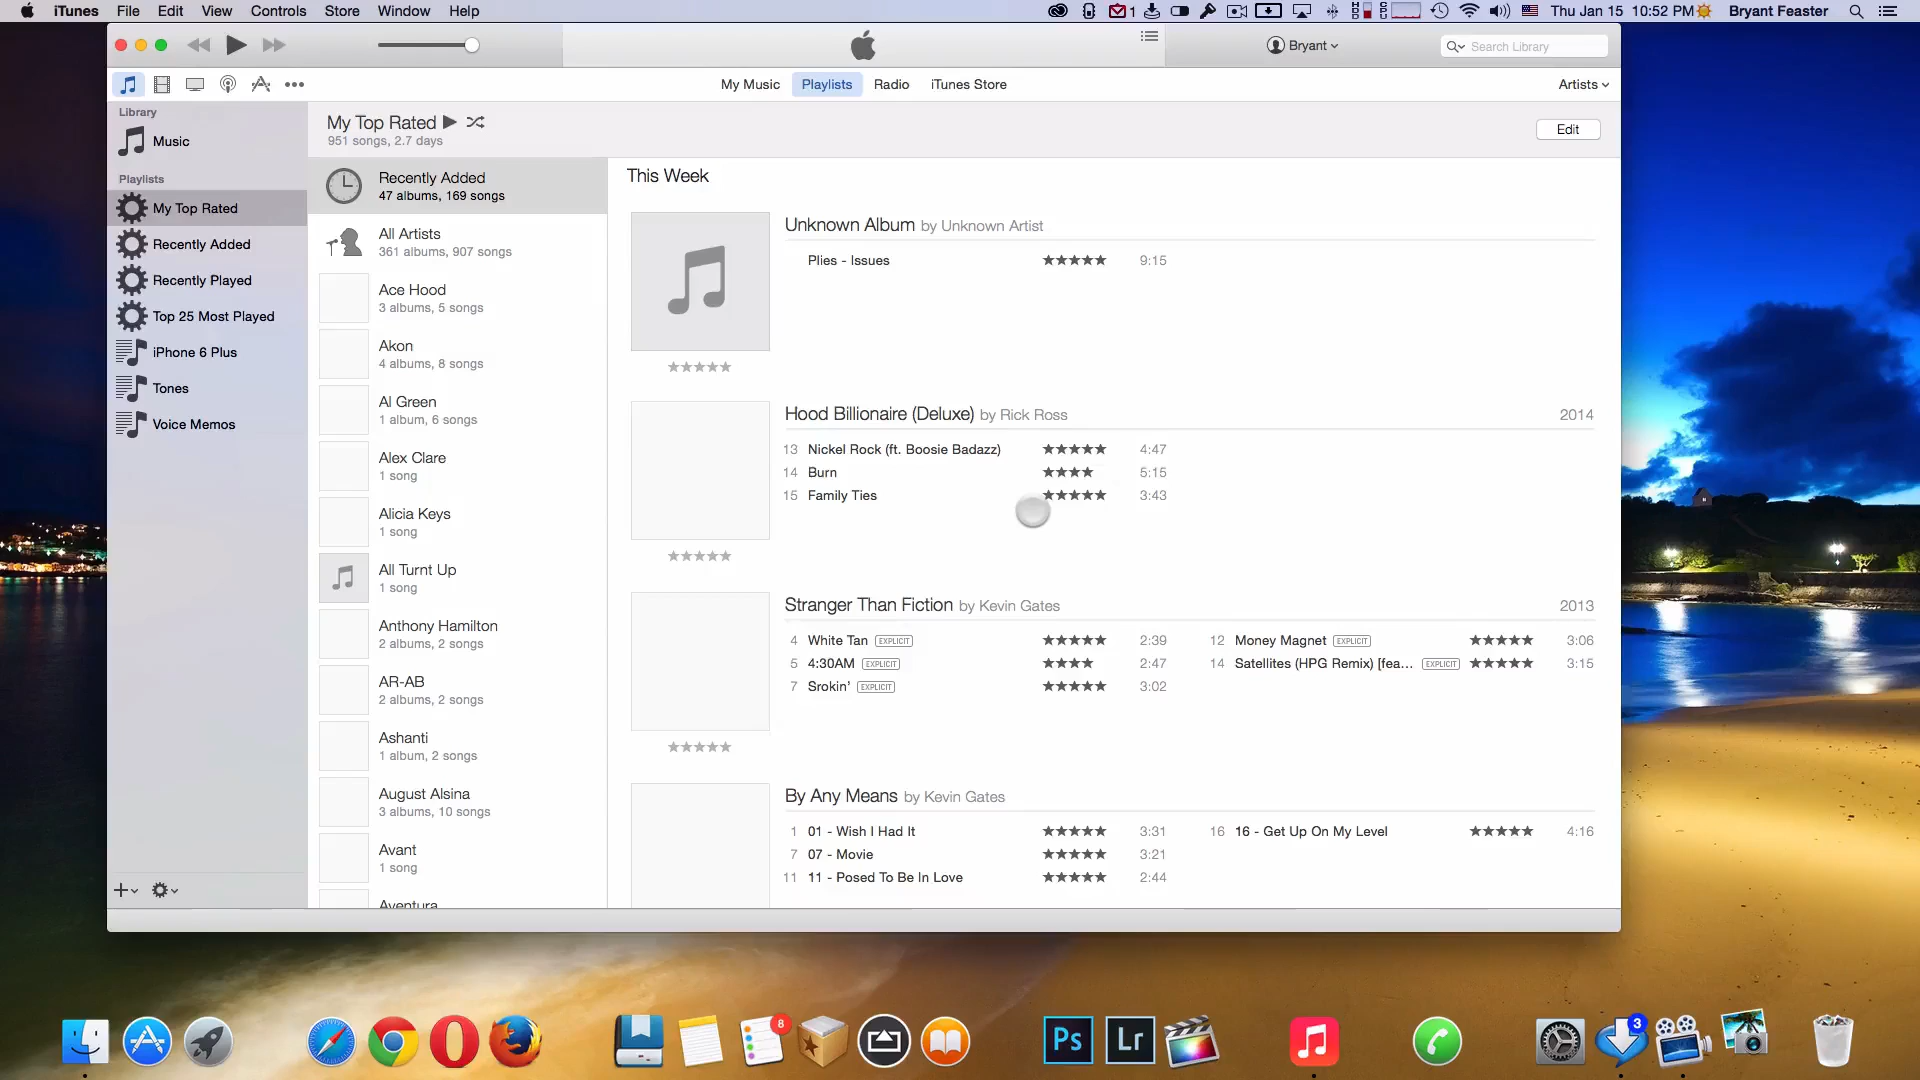 iTunes File Edit View Controls Store Window Help
1 Thu Jan 15 10:52 PM Bryant Feaster
Bryant
Search Library
My Music Playlists Radio iTunes Store
Artists
Library
Music
Playlists
My Top Rated
Recently Added
Recently Played
Top 25 Most Played
iPhone 6 Plus
Tones
Voice Memos
My Top Rated
951 songs, 2.7 days
Edit
Recently Added
47 albums, 169 songs
All Artists
361 albums, 907 songs
Ace Hood
3 albums, 5 songs
Akon
4 albums, 8 songs
Al Green
1 album, 6 songs
Alex Clare
1 song
Alicia Keys
1 song
All Turnt Up
1 song
Anthony Hamilton
2 albums, 2 songs
AR-AB
2 albums, 2 songs
Ashanti
1 album, 2 songs
August Alsina
3 albums, 10 songs
Avant
1 song
Aventura
This Week
Unknown Album by Unknown Artist
Plies - Issues ★★★★★ 9:15
★★★★★
Hood Billionaire (Deluxe) by Rick Ross 2014
13 Nickel Rock (ft. Boosie Badazz) ★★★★★ 4:47
14 Burn ★★★★ 5:15
15 Family Ties ★★★★★ 3:43
★★★★★
Stranger Than Fiction by Kevin Gates 2013
4 White Tan EXPLICIT ★★★★★ 2:39
5 4:30AM EXPLICIT ★★★★ 2:47
7 Srokin' EXPLICIT ★★★★★ 3:02
12 Money Magnet EXPLICIT ★★★★★ 3:06
14 Satellites (HPG Remix) [fea... EXPLICIT ★★★★★ 3:15
★★★★★
By Any Means by Kevin Gates
1 01 - Wish I Had It ★★★★★ 3:31
7 07 - Movie ★★★★★ 3:21
11 11 - Posed To Be In Love ★★★★★ 2:44
16 16 - Get Up On My Level ★★★★★ 4:16
8
Ps
Lr
3